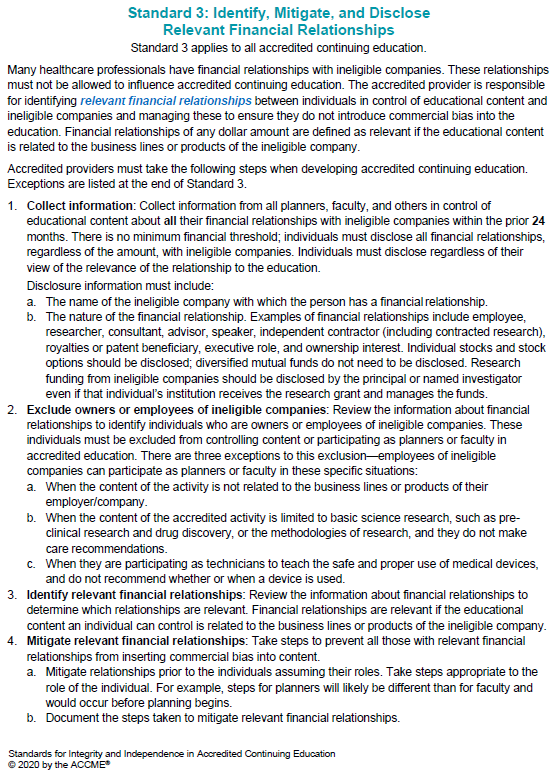 Standard 3: Identify, Mitigate, and Disclose
Relevant Financial Relationships
Standard 3 applies to all accredited continuing education.
Many healthcare professionals have financial relationships with ineligible companies. These relationships
must not be allowed to influence accredited continuing education. The accredited provider is responsible
for identifying relevant financial relationships between individuals in control of educational content and
ineligible companies and managing these to ensure they do not introduce commercial bias into the
education. Financial relationships of any dollar amount are defined as relevant if the educational content
is related to the business lines or products of the ineligible company.
Accredited providers must take the following steps when developing accredited continuing education.
Exceptions are listed at the end of Standard 3.
1. Collect information: Collect information from all planners, faculty, and others in control of
educational content about all their financial relationships with ineligible companies within the prior 24
months. There is no minimum financial threshold; individuals must disclose all financial relationships,
regardless of the amount, with ineligible companies. Individuals must disclose regardless of their
view of the relevance of the relationship to the education.
Disclosure information must include:
a. The name of the ineligible company with which the person has a financial relationship.
b. The nature of the financial relationship. Examples of financial relationships include employee,
researcher, consultant, advisor, speaker, independent contractor (including contracted research),
royalties or patent beneficiary, executive role, and ownership interest. Individual stocks and stock
options should be disclosed; diversified mutual funds do not need to be disclosed. Research
funding from ineligible companies should be disclosed by the principal or named investigator
even if that individual's institution receives the research grant and manages the funds.
2. Exclude owners or employees of ineligible companies: Review the information about financial
relationships to identify individuals who are owners or employees of ineligible companies. These
individuals must be excluded from controlling content or participating as planners or faculty in
accredited education. There are three exceptions to this exclusion—employees of ineligible
companies can participate as planners or faculty in these specific situations:
a. When the content of the activity is not related to the business lines or products of their
employer/company.
b. When the content of the accredited activity is limited to basic science research, such as pre-
clinical research and drug discovery, or the methodologies of research, and they do not make
care recommendations.
c. When they are participating as technicians to teach the safe and proper use of medical devices,
and do not recommend whether or when a device is used.
3. Identify relevant financial relationships: Review the information about financial relationships to
determine which relationships are relevant. Financial relationships are relevant if the educational
content an individual can control is related to the business lines or products of the ineligible company.
4. Mitigate relevant financial relationships: Take steps to prevent all those with relevant financial
relationships from inserting commercial bias into content.
a. Mitigate relationships prior to the individuals assuming their roles. Take steps appropriate to the
role of the individual. For example, steps for planners will likely be different than for faculty and
would occur before planning begins.
b. Document the steps taken to mitigate relevant financial relationships.
Standards for Integrity and Independence in Accredited Continuing Education
© 2020 by the ACCME®